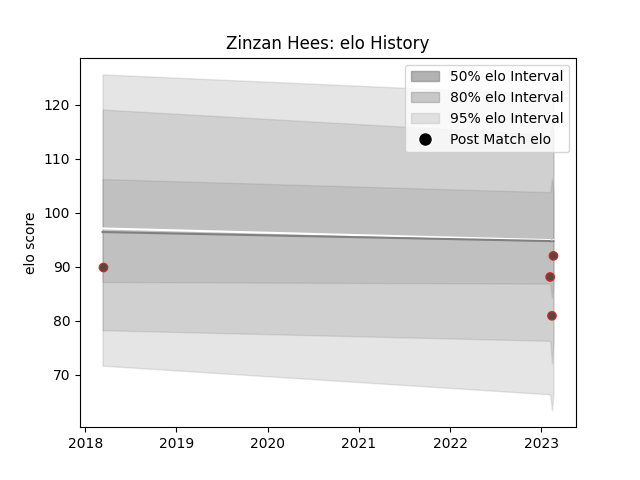 Zinzan Hees: elo History
50% elo Interval
80% elo Interval
95% elo Interval
Post Match elo
elo score
120
110
100
90
80
70
2018 2019 2020 2021 2022 2023